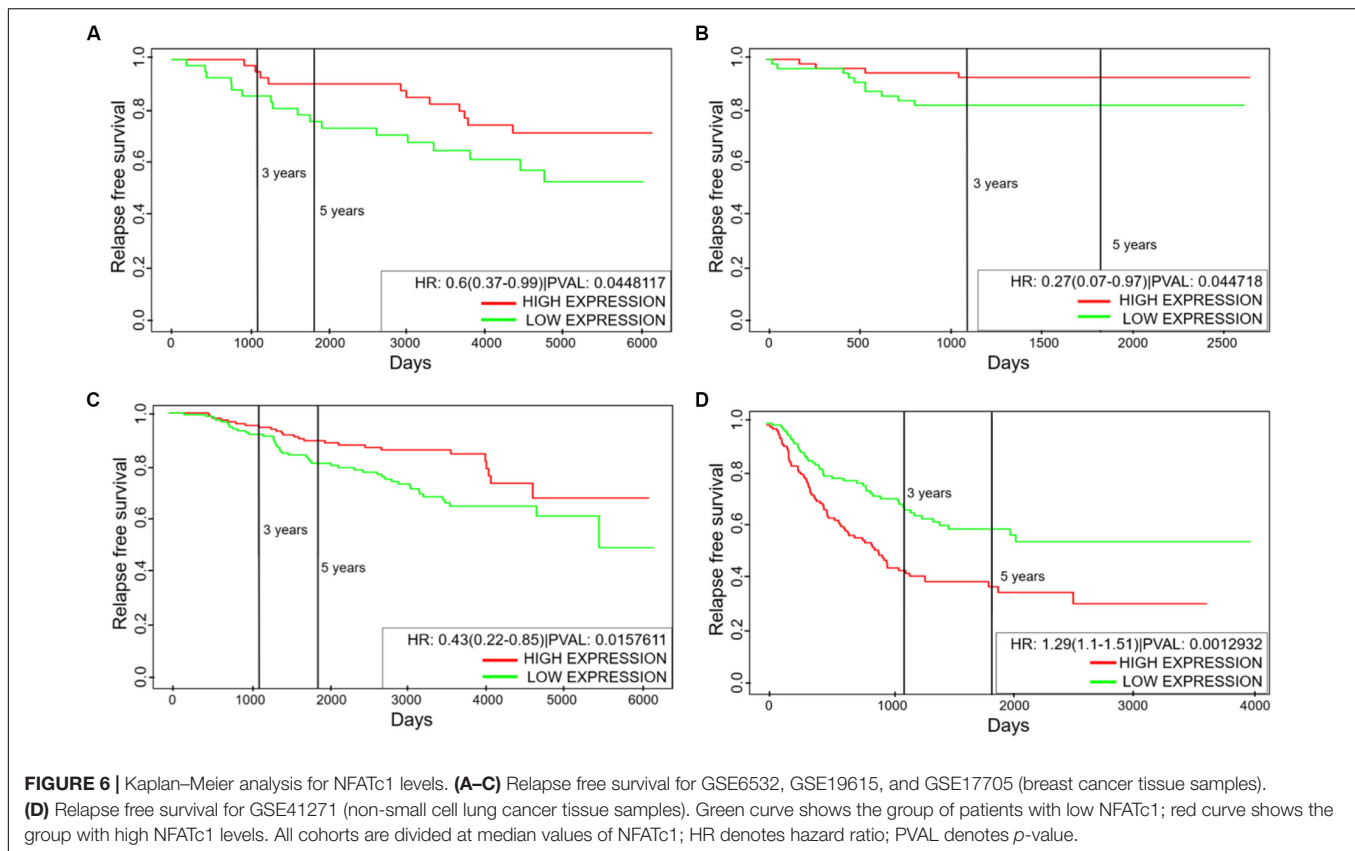 A
Relapse free survival
1.0
0.8
0.6
0.4
0.2
0.0
3 years
5 years
HR: 0.6(0.37-0.99)|PVAL: 0.0448117
HIGH EXPRESSION
LOW EXPRESSION
0 1000 2000 3000 4000 5000 6000
Days
B
Relapse free survival
1.0
0.8
0.6
0.4
0.2
0.0
3 years
5 years
HR: 0.27(0.07-0.97)|PVAL: 0.044718
HIGH EXPRESSION
LOW EXPRESSION
0 500 1000 1500 2000 2500
Days
C
Relapse free survival
1.0
0.8
0.6
0.4
0.2
0.0
3 years
5 years
HR: 0.43(0.22-0.85)|PVAL: 0.0157611
HIGH EXPRESSION
LOW EXPRESSION
0 1000 2000 3000 4000 5000 6000
Days
D
Relapse free survival
1.0
0.8
0.6
0.4
0.2
0.0
3 years
5 years
HR: 1.29(1.1-1.51)|PVAL: 0.0012932
HIGH EXPRESSION
LOW EXPRESSION
0 1000 2000 3000 4000
Days
FIGURE 6 | Kaplan–Meier analysis for NFATc1 levels. (A–C) Relapse free survival for GSE6532, GSE19615, and GSE17705 (breast cancer tissue samples).
(D) Relapse free survival for GSE41271 (non-small cell lung cancer tissue samples). Green curve shows the group of patients with low NFATc1; red curve shows the
group with high NFATc1 levels. All cohorts are divided at median values of NFATc1; HR denotes hazard ratio; PVAL denotes p-value.